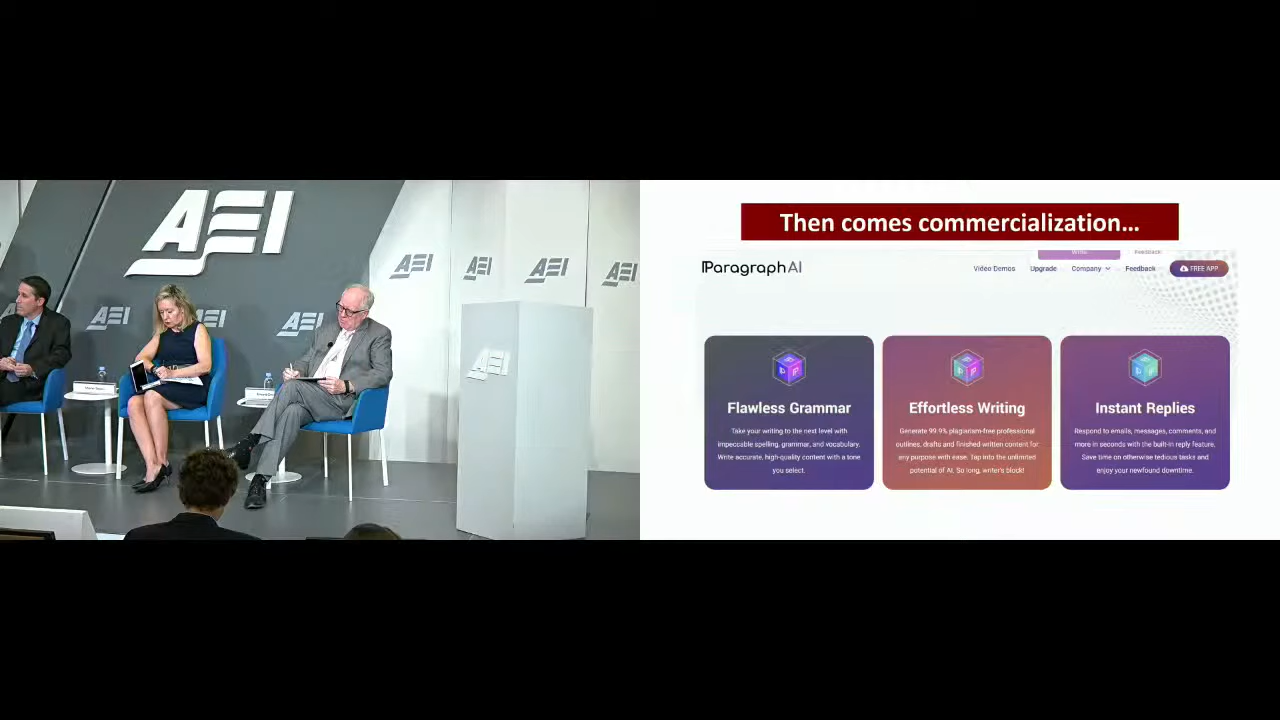 AEI
AEI
AEI
AEI
AEI
AEI
AEI
AEI
AEI
Then comes commercialization...
ParagraphAI
Feedback
Video Demos
Upgrade
Company
Feedback
FREE APP
Flawless Grammar
Take your writing to the next level with
impeccable spelling, grammar, and vocabulary.
Write accurate, high-quality content with a tone
you select.
Effortless Writing
Generate 99.9% plagiarism-free professional
outlines, drafts and finished written content for
any purpose with ease. Tap into the unlimited
potential of AI. So long, writer's block!
Instant Replies
Respond to emails, messages, comments, and
more in seconds with the built-in reply feature.
Save time on otherwise tedious tasks and
enjoy your newfound downtime.